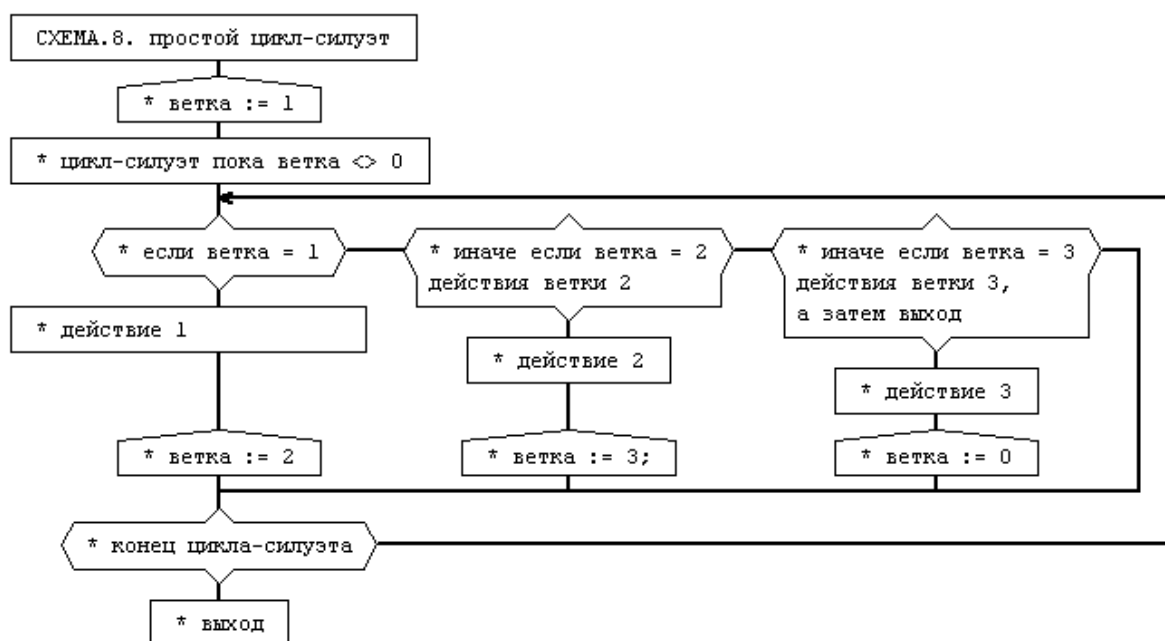 СХЕМА.8. простой цикл-силуэт
* ветка := 1
* цикл-силуэт пока ветка <> 0
* если ветка = 1
* иначе если ветка = 2
действия ветки 2
* иначе если ветка = 3
действия ветки 3,
а затем выход
* действие 1
* действие 2
* действие 3
* ветка := 2
* ветка := 3;
* ветка := 0
* конец цикла-силуэта
* выход